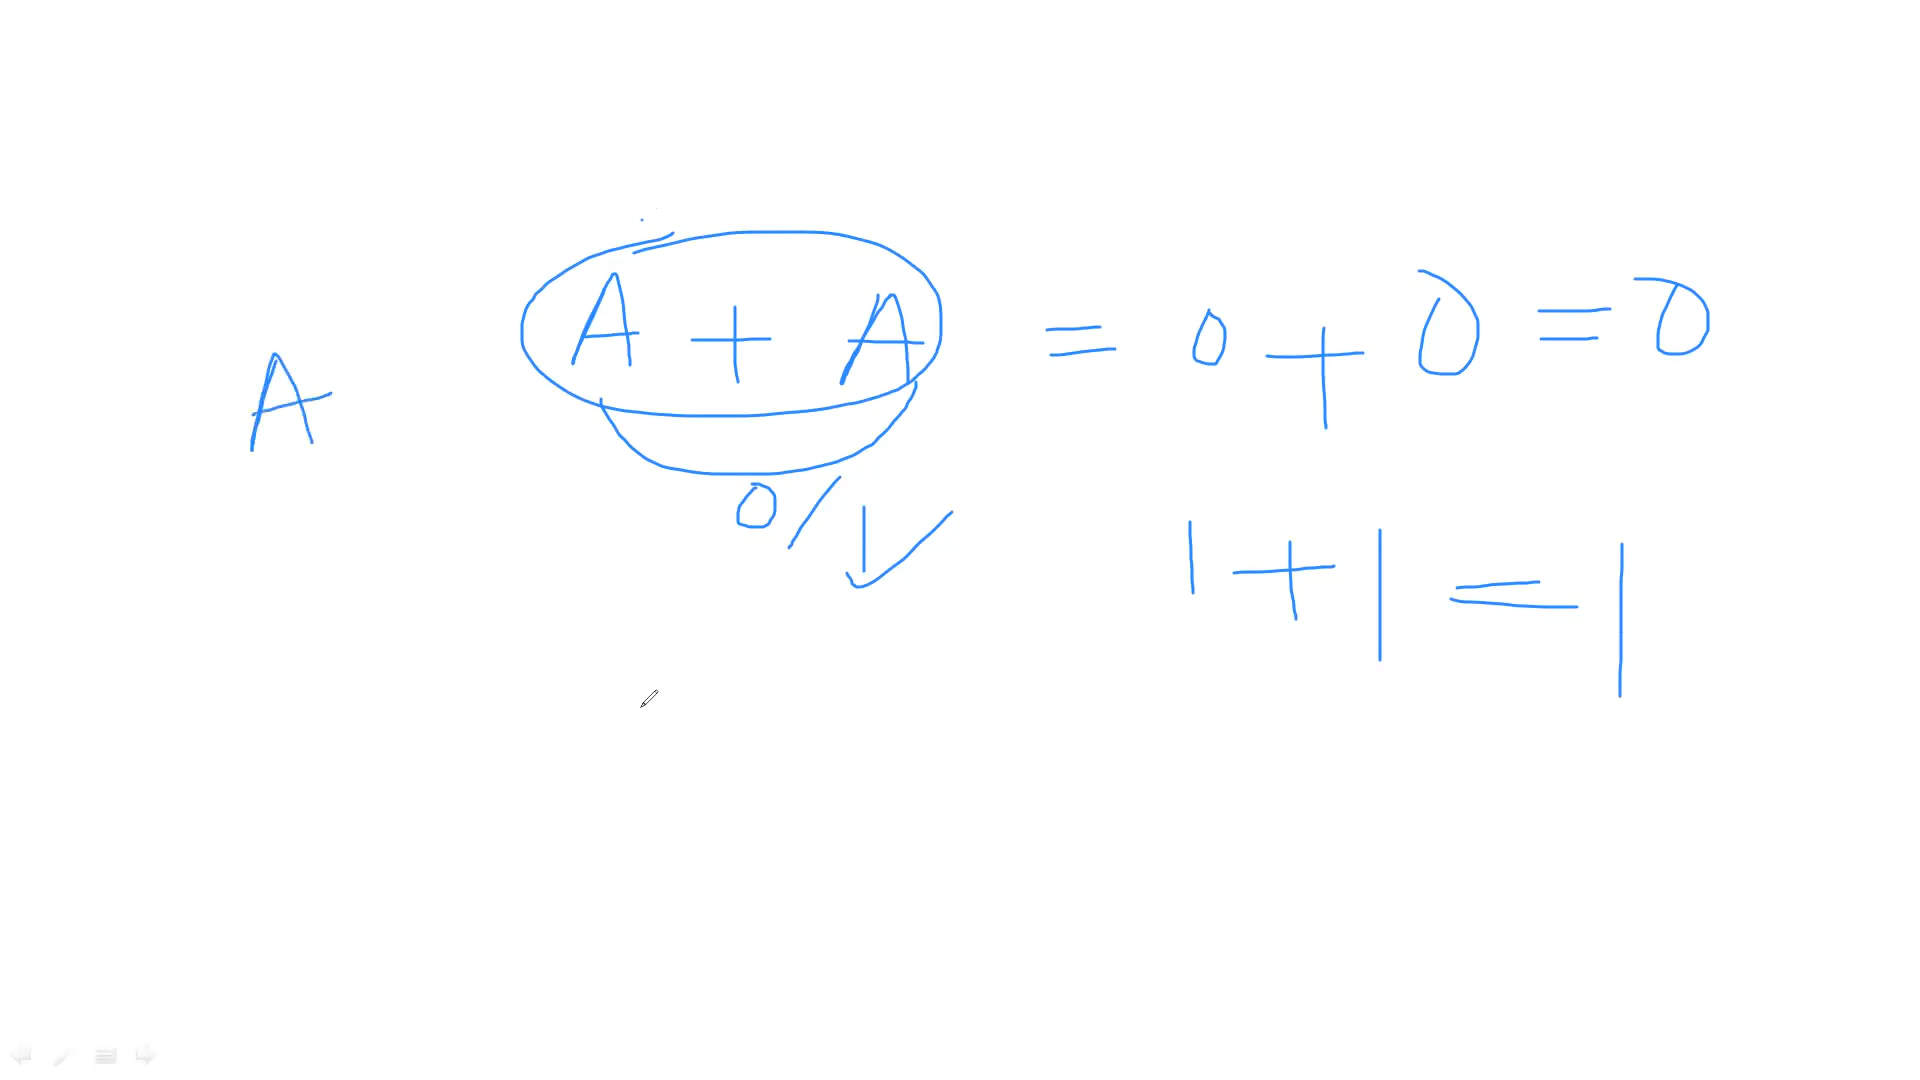 A + A = 0 + 0 = 0
A
0/1
1 + 1 = 1